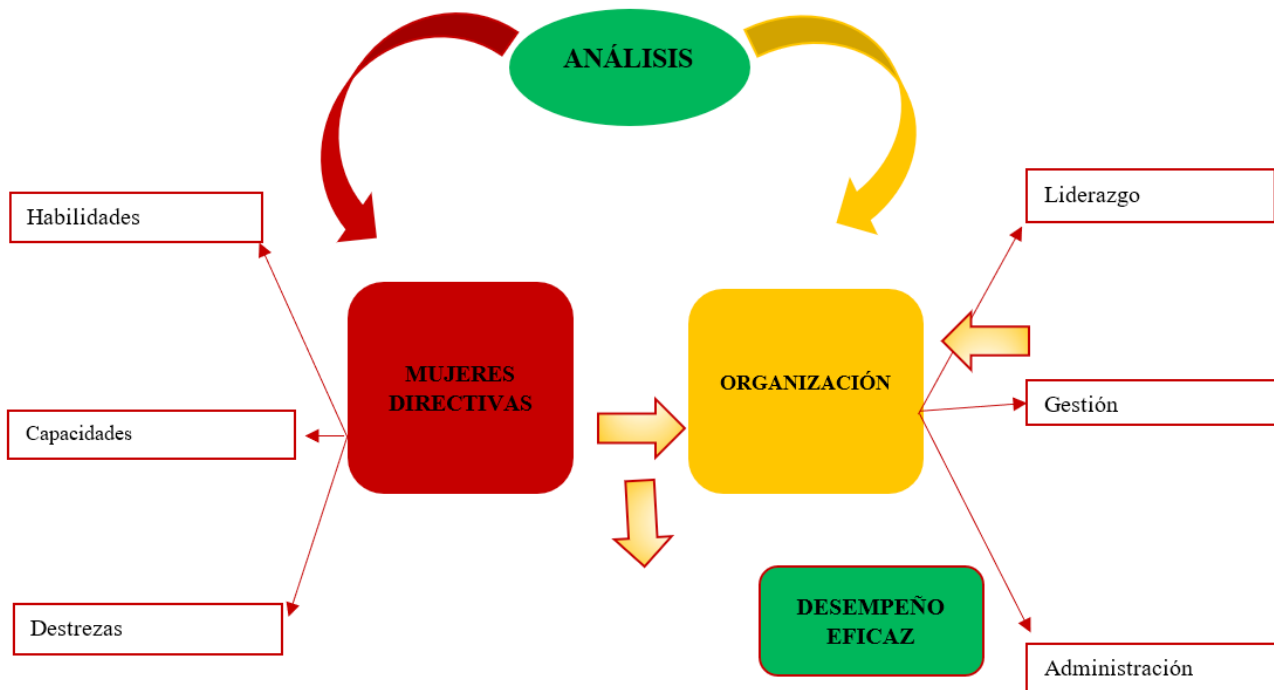 ANÁLISIS
Habilidades
Liderazgo
MUJERES
DIRECTIVAS
ORGANIZACIÓN
Capacidades
Gestión
Destrezas
DESEMPEÑO
EFICAZ
Administración